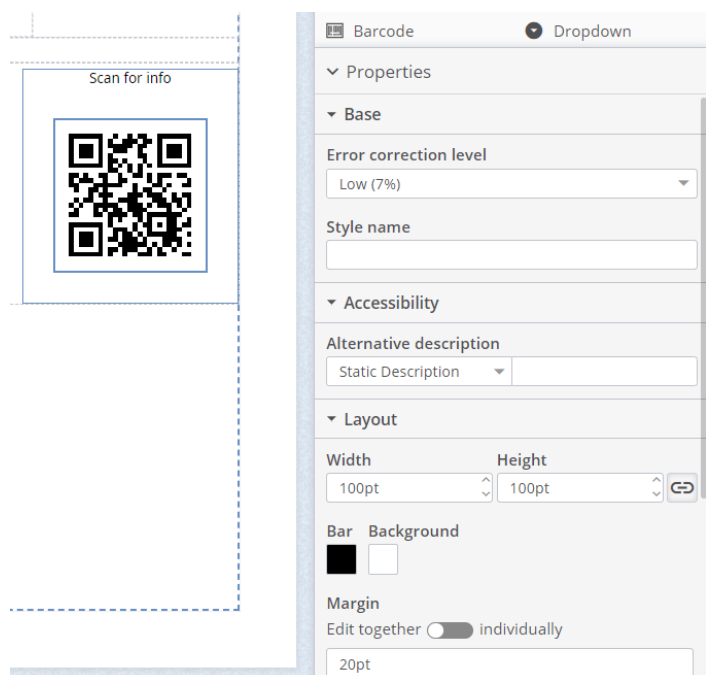 Scan for info
Barcode
Dropdown
Properties
Base
Error correction level
Low (7%)
Style name
Accessibility
Alternative description
Static Description
Layout
Width Height
100pt 100pt
Bar Background
Margin
Edit together individually
20pt